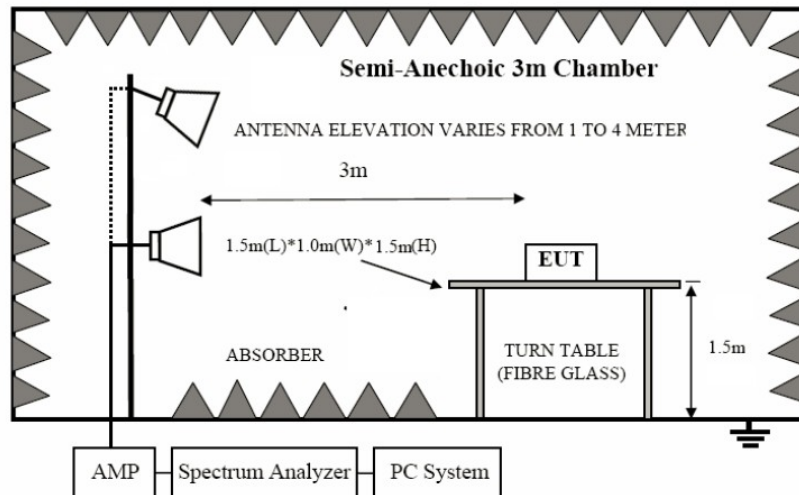 Semi-Anechoic 3m Chamber
ANTENNA ELEVATION VARIES FROM 1 TO 4 METER
3m
1.5m(L)*1.0m(W)*1.5m(H)
EUT
ABSORBER
TURN TABLE
(FIBRE GLASS)
1.5m
AMP
Spectrum Analyzer
PC System